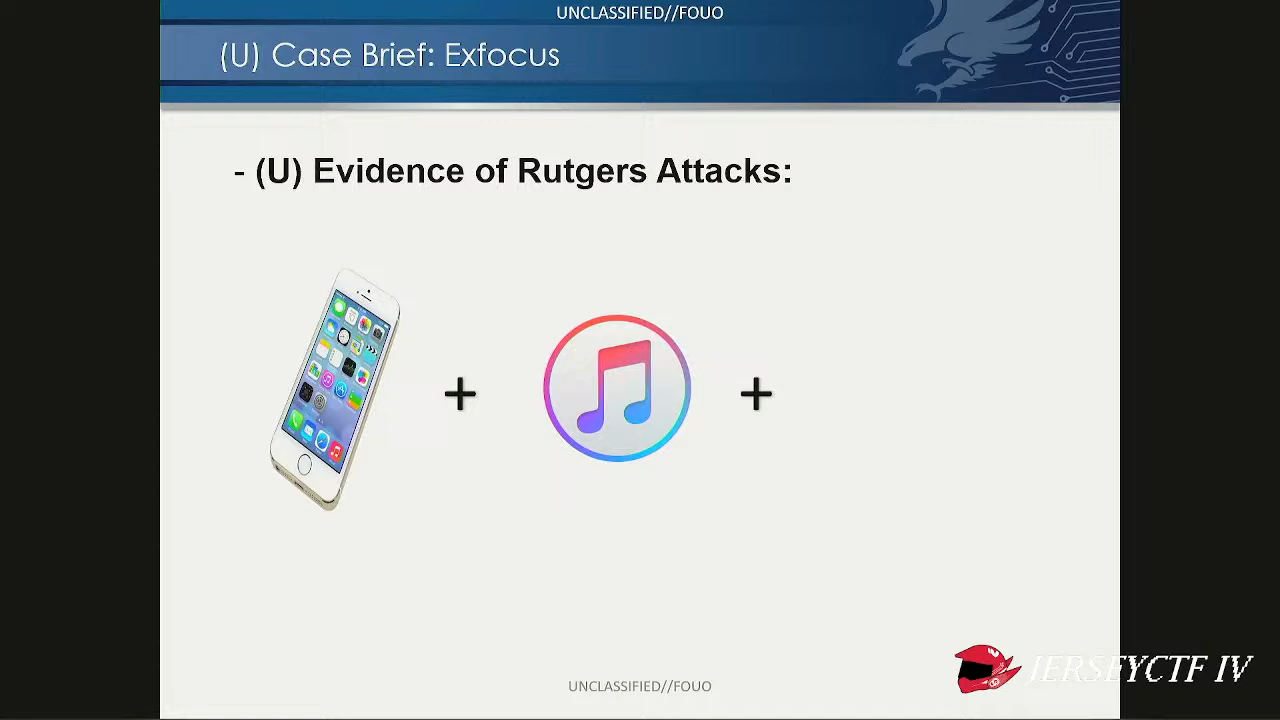 UNCLASSIFIED//FOUO
(U) Case Brief: Exfocus
- (U) Evidence of Rutgers Attacks:
+ +
JERSEYCTF IV
UNCLASSIFIED//FOUO